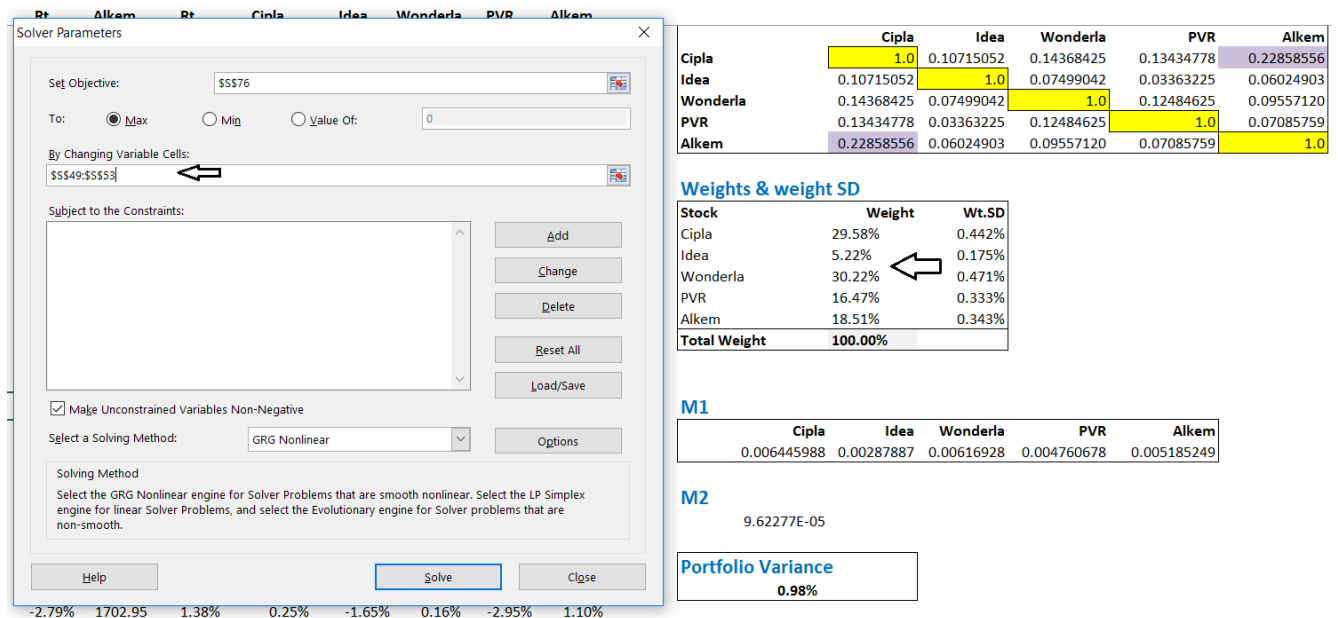 Rt Alkem Rt Cipla Idea Wonderla PVR Alkem
Solver Parameters
Set Objective: $S$76
To: Max Min Value Of: 0
By Changing Variable Cells:
$S$49:$S$53
Subject to the Constraints:
Add
Change
Delete
Reset All
Load/Save
Make Unconstrained Variables Non-Negative
Select a Solving Method: GRG Nonlinear Options
Solving Method
Select the GRG Nonlinear engine for Solver Problems that are smooth nonlinear. Select the LP Simplex
engine for linear Solver Problems, and select the Evolutionary engine for Solver problems that are
non-smooth.
Help Solve Close
-2.79% 1702.95 1.38% 0.25% -1.65% 0.16% -2.95% 1.10%
Cipla Idea Wonderla PVR Alkem
Cipla 1.0 0.10715052 0.14368425 0.13434778 0.22858556
Idea 0.10715052 1.0 0.07499042 0.03363225 0.06024903
Wonderla 0.14368425 0.07499042 1.0 0.12484625 0.09557120
PVR 0.13434778 0.03363225 0.12484625 1.0 0.07085759
Alkem 0.22858556 0.06024903 0.09557120 0.07085759 1.0
Weights & weight SD
Stock Weight Wt.SD
Cipla 29.58% 0.442%
Idea 5.22% 0.175%
Wonderla 30.22% 0.471%
PVR 16.47% 0.333%
Alkem 18.51% 0.343%
Total Weight 100.00%
M1
Cipla Idea Wonderla PVR Alkem
0.006445988 0.00287887 0.00616928 0.004760678 0.005185249
M2
9.62277E-05
Portfolio Variance
0.98%